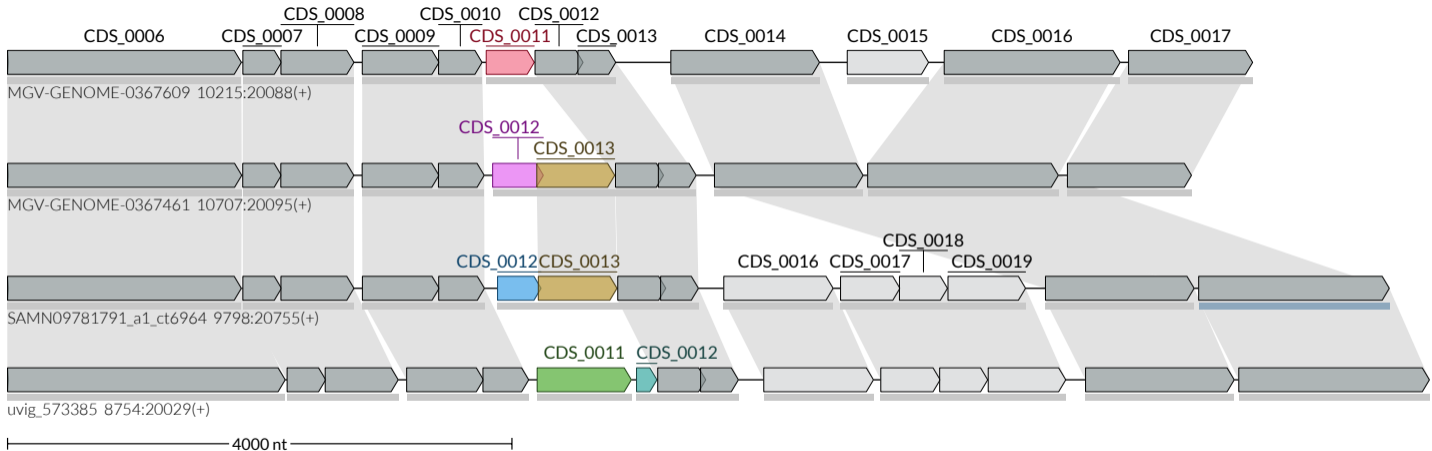 CDS_0008 CDS_0010 CDS_0012
CDS_0006 CDS_0007 CDS_0009 CDS_0011 CDS_0013 CDS_0014 CDS_0015 CDS_0016 CDS_0017
MGV-GENOME-0367609 10215:20088(+)
CDS_0012
CDS_0013
MGV-GENOME-0367461 10707:20095(+)
CDS_0018
CDS_0012 CDS_0013 CDS_0016 CDS_0017 CDS_0019
SAMN09781791_a1_ct6964 9798:20755(+)
CDS_0011 CDS_0012
uvig_573385 8754:20029(+)
4000 nt